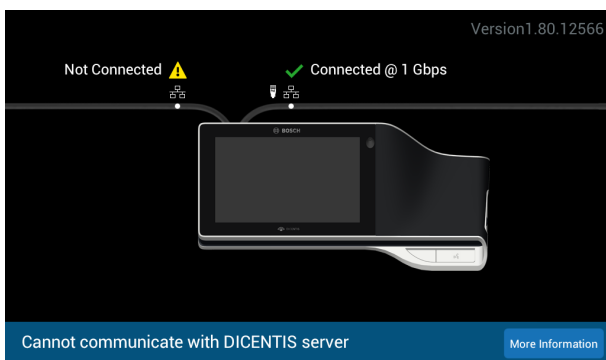 Version1.80.12566
Not Connected
Connected @ 1 Gbps
BOSCH
Cannot communicate with DICENTIS server
More Information